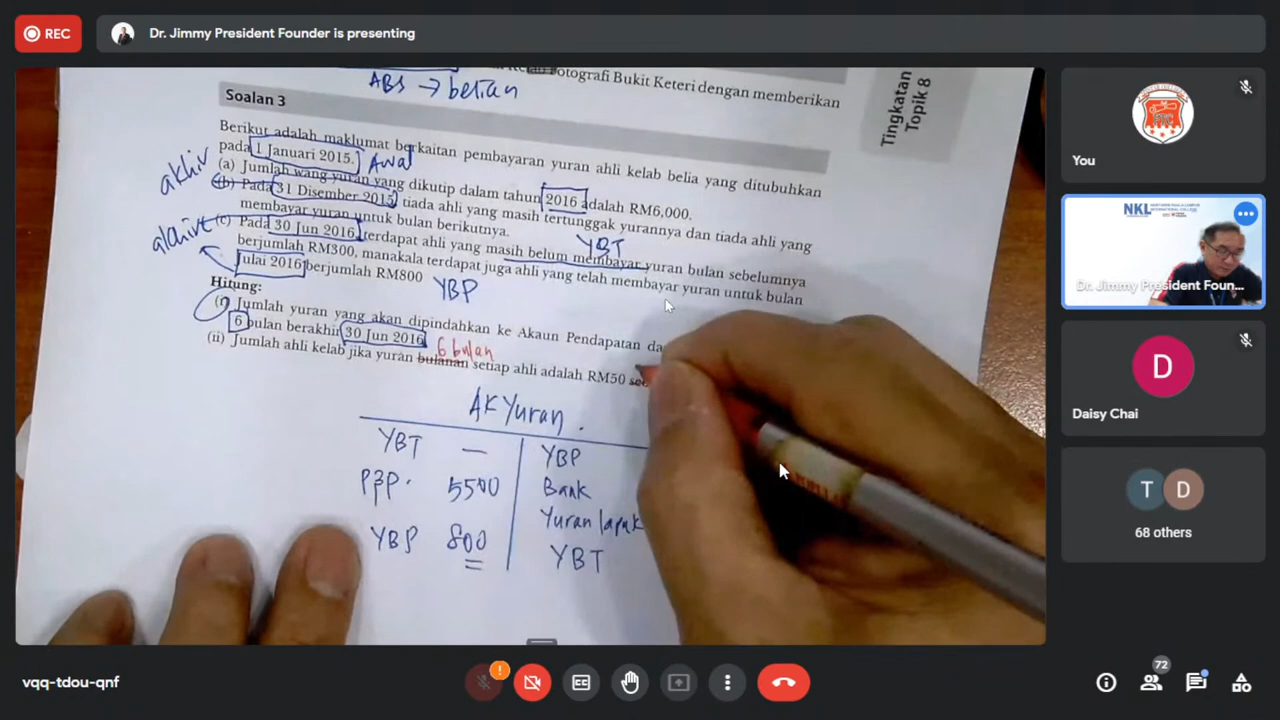 REC
Dr. Jimmy President Founder is presenting
Fotografi Bukit Keteri dengan memberikan
ABS → belian
Tingkatan
Topik 8
Soalan 3
Berikut adalah maklumat berkaitan pembayaran yuran ahli kelab belia yang ditubuhkan
pada 1 Januari 2015. Awal
akhir
(a) Jumlah wang yuran yang dikutip dalam tahun 2016 adalah RM6,000.
(b) Pada 31 Disember 2015 tiada ahli yang masih tertunggak yurannya dan tiada ahli yang
membayar yuran untuk bulan berikutnya.
YBT
(c) Pada 30 Jun 2016, terdapat ahli yang masih belum membayar yuran bulan sebelumnya
berjumlah RM300, manakala terdapat juga ahli yang telah membayar yuran untuk bulan
Julai 2016 berjumlah RM800
YBP
Hitung:
(i) Jumlah yuran yang akan dipindahkan ke Akaun Pendapatan da
6 bulan berakhir 30 Jun 2016
6 bulan
(ii) Jumlah ahli kelab jika yuran bulanan setiap ahli adalah RM50
AK Yuran.
YBT — YBP
P&P. 5500 Bank
Yuran lapuk
YBP 800 YBT
You
NKL
Dr. Jimmy President Foun...
D
Daisy Chai
T D
68 others
vqq-tdou-qnf
72